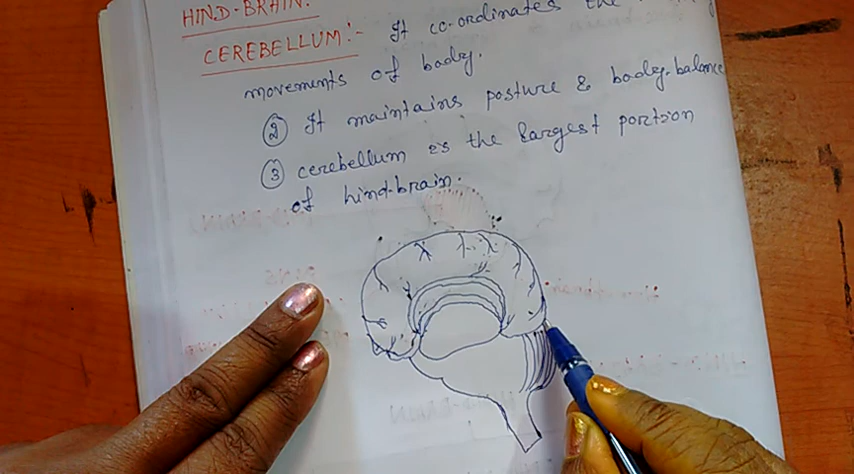 HIND-BRAIN:
CEREBELLUM:- It co-ordinates the
movements of body.
② It maintains posture & body-balance
③ cerebellum is the largest portion
of hind-brain.